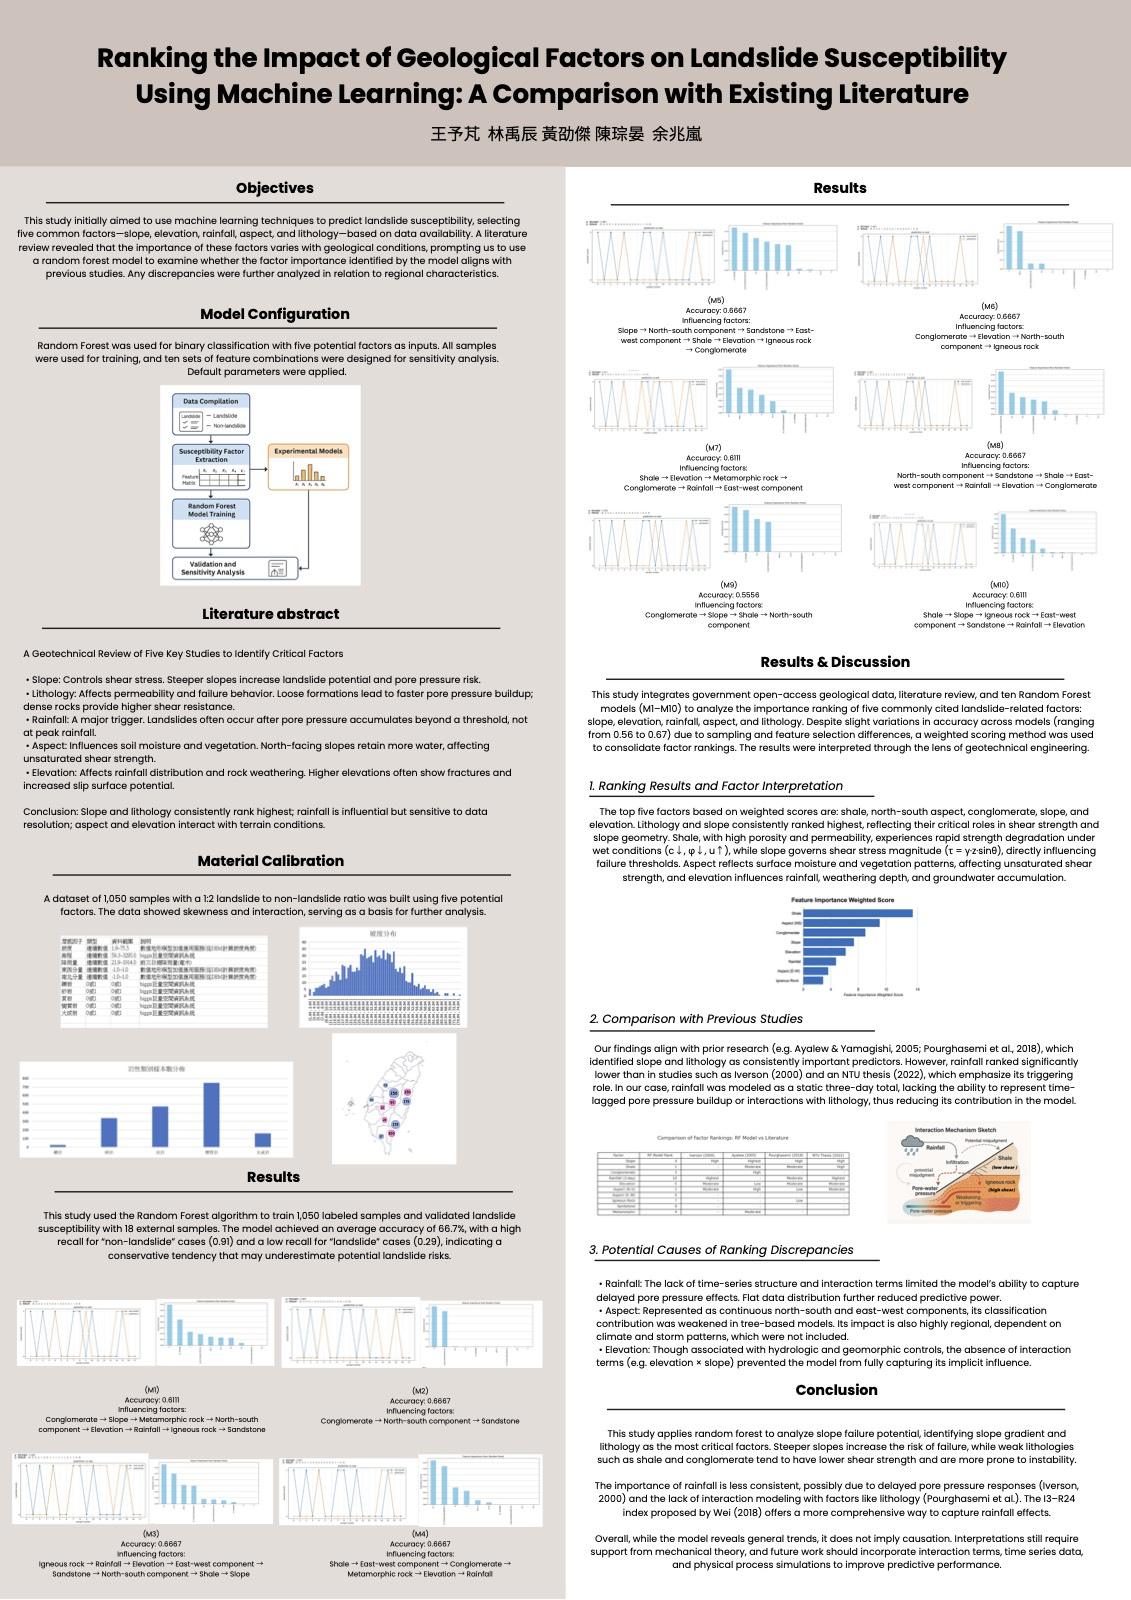 Ranking the Impact of Geological Factors on Landslide Susceptibility
Using Machine Learning: A Comparison with Existing Literature
王予芃 林禹辰 黃劭傑 陳琮晏 余兆嵐
Objectives
This study initially aimed to use machine learning techniques to predict landslide susceptibility, selecting
five common factors—slope, elevation, rainfall, aspect, and lithology—based on data availability. A literature
review revealed that the importance of these factors varies with geological conditions, prompting us to use
a random forest model to examine whether the factor importance identified by the model aligns with
previous studies. Any discrepancies were further analyzed in relation to regional characteristics.
Model Configuration
Random Forest was used for binary classification with five potential factors as inputs. All samples
were used for training, and ten sets of feature combinations were designed for sensitivity analysis.
Default parameters were applied.
Data Compilation
Landslide
Landslide
Non-landslide
Susceptibility Factor
Extraction
Feature
Matrix
Experimental Models
Random Forest
Model Training
Validation and
Sensitivity Analysis
Literature abstract
A Geotechnical Review of Five Key Studies to Identify Critical Factors
• Slope: Controls shear stress. Steeper slopes increase landslide potential and pore pressure risk.
• Lithology: Affects permeability and failure behavior. Loose formations lead to faster pore pressure buildup;
dense rocks provide higher shear resistance.
• Rainfall: A major trigger. Landslides often occur after pore pressure accumulates beyond a threshold, not
at peak rainfall.
• Aspect: Influences soil moisture and vegetation. North-facing slopes retain more water, affecting
unsaturated shear strength.
• Elevation: Affects rainfall distribution and rock weathering. Higher elevations often show fractures and
increased slip surface potential.
Conclusion: Slope and lithology consistently rank highest; rainfall is influential but sensitive to data
resolution; aspect and elevation interact with terrain conditions.
Material Calibration
A dataset of 1,050 samples with a 1:2 landslide to non-landslide ratio was built using five potential
factors. The data showed skewness and interaction, serving as a basis for further analysis.
坡度分布
岩性類別樣本數分佈
Results
This study used the Random Forest algorithm to train 1,050 labeled samples and validated landslide
susceptibility with 18 external samples. The model achieved an average accuracy of 66.7%, with a high
recall for “non-landslide” cases (0.91) and a low recall for “landslide” cases (0.29), indicating a
conservative tendency that may underestimate potential landslide risks.
(M1)
Accuracy: 0.6111
Influencing factors:
Conglomerate → Slope → Metamorphic rock → North-south
component → Elevation → Rainfall → Igneous rock → Sandstone
(M2)
Accuracy: 0.6667
Influencing factors:
Conglomerate → North-south component → Sandstone
(M3)
Accuracy: 0.6667
Influencing factors:
Igneous rock → Rainfall → Elevation → East-west component →
Sandstone → North-south component → Shale → Slope
(M4)
Accuracy: 0.6667
Influencing factors:
Shale → East-west component → Conglomerate →
Metamorphic rock → Elevation → Rainfall
Results
(M5)
Accuracy: 0.6667
Influencing factors:
Slope → North-south component → Sandstone → East-
west component → Shale → Elevation → Igneous rock
→ Conglomerate
(M6)
Accuracy: 0.6667
Influencing factors:
Conglomerate → Elevation → North-south
component → Igneous rock
(M7)
Accuracy: 0.6111
Influencing factors:
Shale → Elevation → Metamorphic rock →
Conglomerate → Rainfall → East-west component
(M8)
Accuracy: 0.6667
Influencing factors:
North-south component → Sandstone → Shale → East-
west component → Rainfall → Elevation → Conglomerate
(M9)
Accuracy: 0.5556
Influencing factors:
Conglomerate → Slope → Shale → North-south
component
(M10)
Accuracy: 0.6111
Influencing factors:
Shale → Slope → Igneous rock → East-west
component → Sandstone → Rainfall → Elevation
Results & Discussion
This study integrates government open-access geological data, literature review, and ten Random Forest
models (M1–M10) to analyze the importance ranking of five commonly cited landslide-related factors:
slope, elevation, rainfall, aspect, and lithology. Despite slight variations in accuracy across models (ranging
from 0.56 to 0.67) due to sampling and feature selection differences, a weighted scoring method was used
to consolidate factor rankings. The results were interpreted through the lens of geotechnical engineering.
1. Ranking Results and Factor Interpretation
The top five factors based on weighted scores are: shale, north-south aspect, conglomerate, slope, and
elevation. Lithology and slope consistently ranked highest, reflecting their critical roles in shear strength and
slope geometry. Shale, with high porosity and permeability, experiences rapid strength degradation under
wet conditions (c↓, φ↓, u↑), while slope governs shear stress magnitude (τ = γ·z·sinθ), directly influencing
failure thresholds. Aspect reflects surface moisture and vegetation patterns, affecting unsaturated shear
strength, and elevation influences rainfall, weathering depth, and groundwater accumulation.
Feature Importance Weighted Score
Shale
Aspect (NS)
Conglomerate
Slope
Elevation
Rainfall
Aspect (E-W)
Igneous Rock
Feature Importance Weighted Score
2. Comparison with Previous Studies
Our findings align with prior research (e.g. Ayalew & Yamagishi, 2005; Pourghasemi et al., 2018), which
identified slope and lithology as consistently important predictors. However, rainfall ranked significantly
lower than in studies such as Iverson (2000) and an NTU thesis (2022), which emphasize its triggering
role. In our case, rainfall was modeled as a static three-day total, lacking the ability to represent time-
lagged pore pressure buildup or interactions with lithology, thus reducing its contribution in the model.
Comparison of Factor Rankings: RF Model vs Literature
Interaction Mechanism Sketch
Rainfall
Potential misjudgment
Infiltration
Shale
(low shear)
potential
misjudgment
Igneous rock
(high shear)
Pore-water
pressure
Weakening
or triggering
Pore-water pressure
3. Potential Causes of Ranking Discrepancies
• Rainfall: The lack of time-series structure and interaction terms limited the model’s ability to capture
delayed pore pressure effects. Flat data distribution further reduced predictive power.
• Aspect: Represented as continuous north-south and east-west components, its classification
contribution was weakened in tree-based models. Its impact is also highly regional, dependent on
climate and storm patterns, which were not included.
• Elevation: Though associated with hydrologic and geomorphic controls, the absence of interaction
terms (e.g. elevation × slope) prevented the model from fully capturing its implicit influence.
Conclusion
This study applies random forest to analyze slope failure potential, identifying slope gradient and
lithology as the most critical factors. Steeper slopes increase the risk of failure, while weak lithologies
such as shale and conglomerate tend to have lower shear strength and are more prone to instability.
The importance of rainfall is less consistent, possibly due to delayed pore pressure responses (Iverson,
2000) and the lack of interaction modeling with factors like lithology (Pourghasemi et al.). The I3–R24
index proposed by Wei (2018) offers a more comprehensive way to capture rainfall effects.
Overall, while the model reveals general trends, it does not imply causation. Interpretations still require
support from mechanical theory, and future work should incorporate interaction terms, time series data,
and physical process simulations to improve predictive performance.